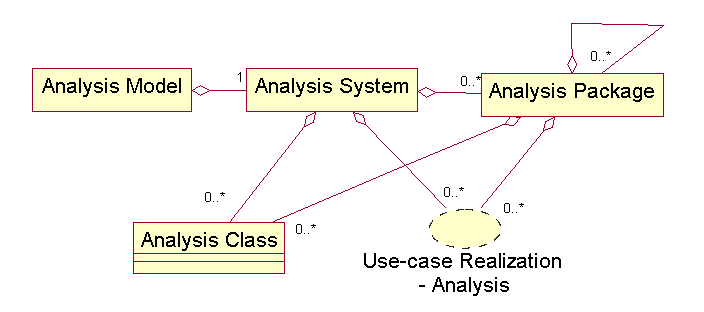 0..*
1
Analysis Model
Analysis System
0..*
Analysis Package
0..*
0..*
0..*
0..*
Analysis Class
Use-case Realization
- Analysis